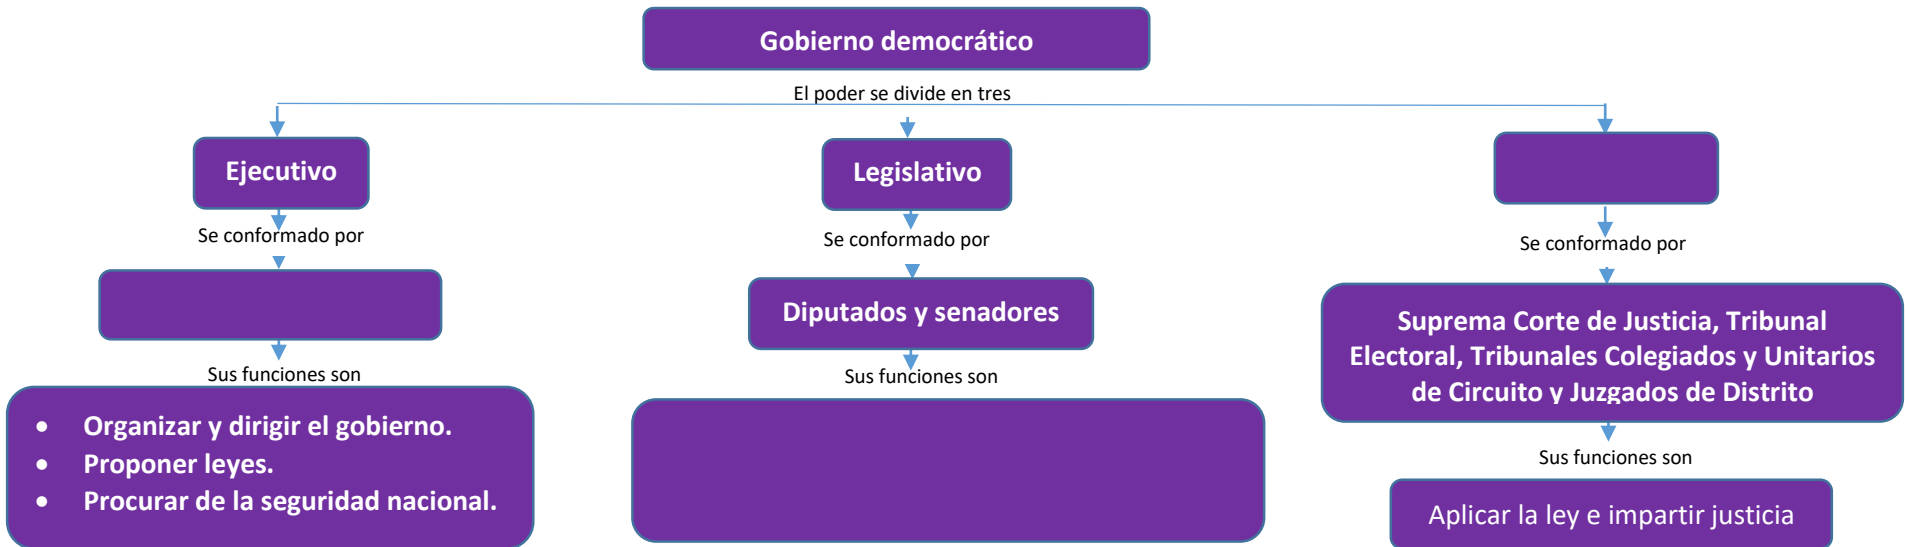 Gobierno democrático
El poder se divide en tres
Ejecutivo
Legislativo
Se conformado por
Se conformado por
Se conformado por
Diputados y senadores
Suprema Corte de Justicia, Tribunal
Electoral, Tribunales Colegiados y Unitarios
de Circuito y Juzgados de Distrito
Sus funciones son
Sus funciones son
Sus funciones son
• Organizar y dirigir el gobierno.
• Proponer leyes.
• Procurar de la seguridad nacional.
Aplicar la ley e impartir justicia